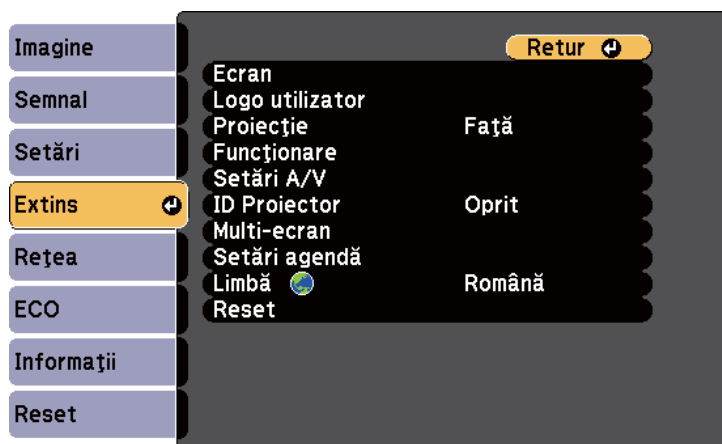 Imagine
Semnal
Setări
Extins
Reţea
ECO
Informaţii
Reset
Retur
Ecran
Logo utilizator
Proiecţie Faţă
Funcţionare
Setări A/V
ID Proiector Oprit
Multi-ecran
Setări agendă
Limbă Română
Reset